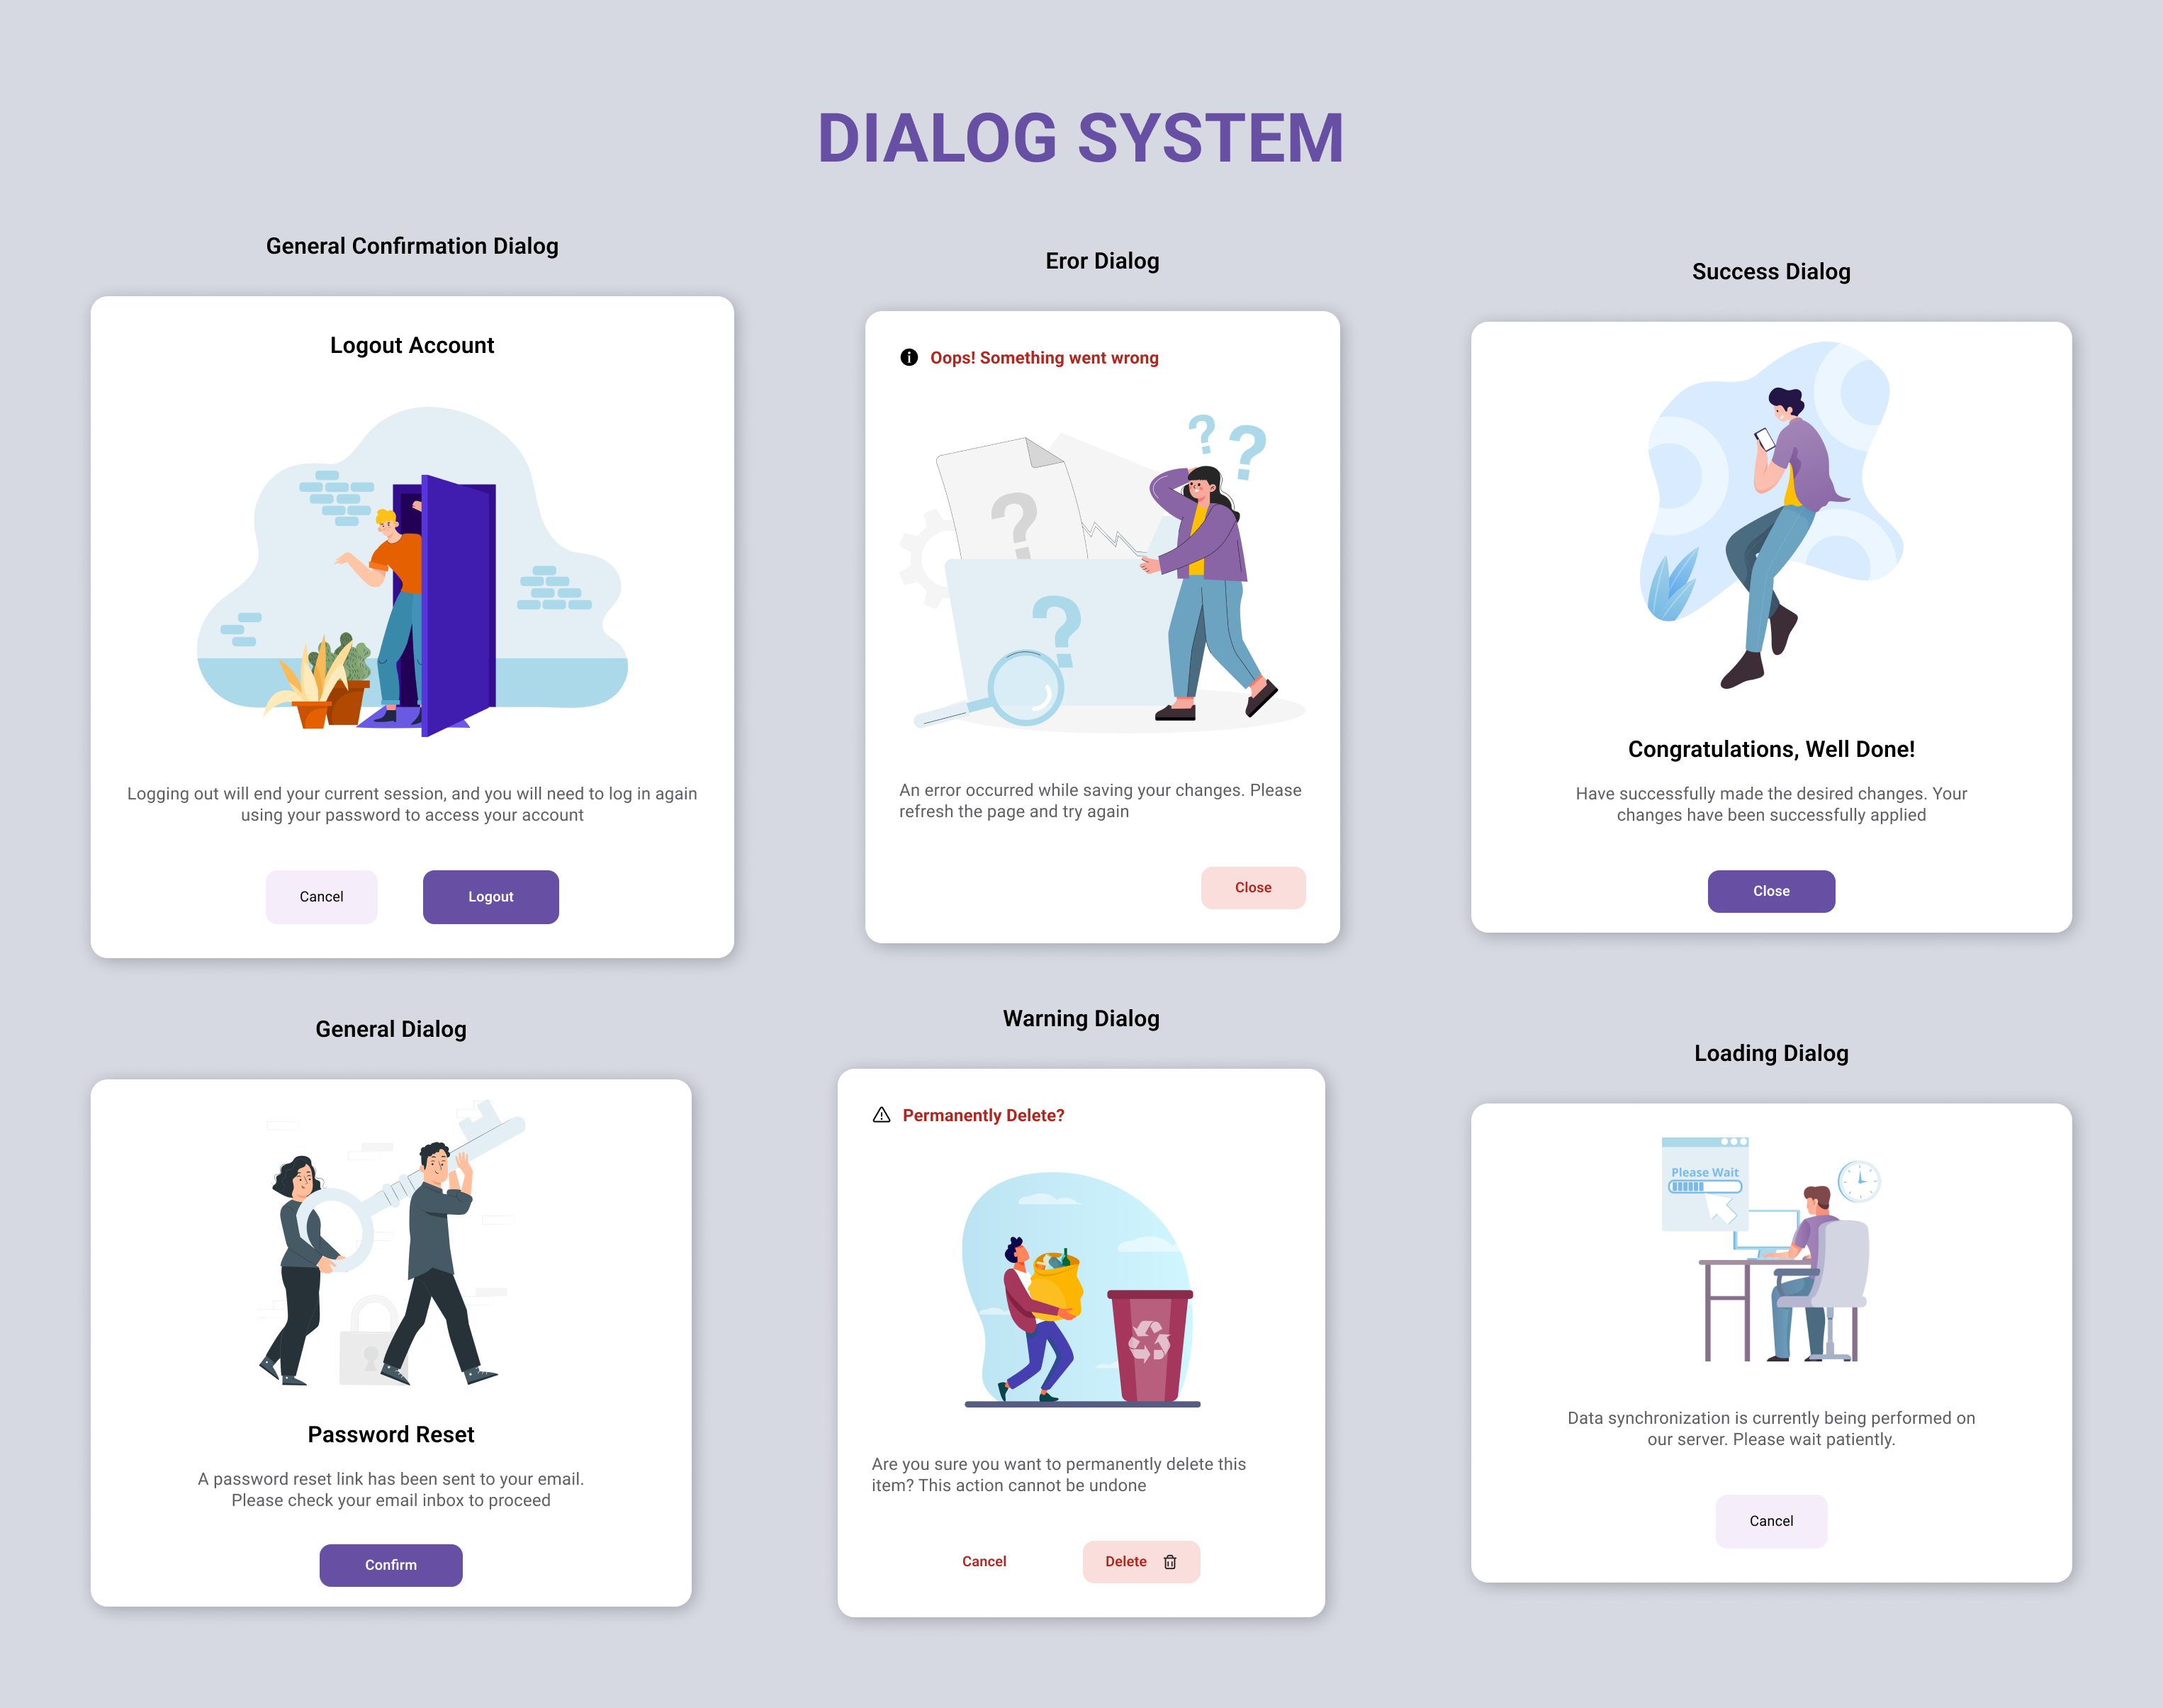 DIALOG SYSTEM
General Confirmation Dialog
Logout Account
Logging out will end your current session, and you will need to log in again
using your password to access your account
Cancel
Logout
Eror Dialog
Oops! Something went wrong
?
?
?
?
An error occurred while saving your changes. Please
refresh the page and try again
Close
Success Dialog
Congratulations, Well Done!
Have successfully made the desired changes. Your
changes have been successfully applied
Close
General Dialog
Password Reset
A password reset link has been sent to your email.
Please check your email inbox to proceed
Confirm
Warning Dialog
Permanently Delete?
Are you sure you want to permanently delete this
item? This action cannot be undone
Cancel
Delete
Loading Dialog
Please Wait
Data synchronization is currently being performed on
our server. Please wait patiently.
Cancel